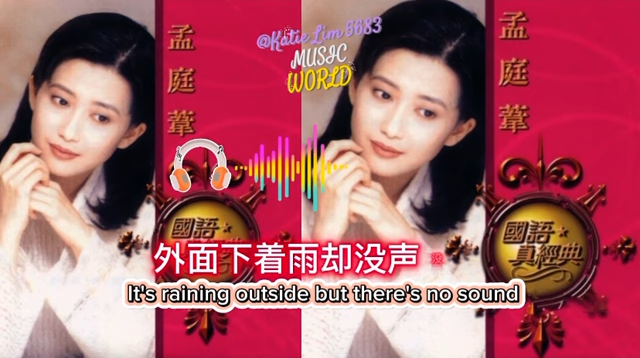 孟庭葦
@Katie Lim 5683
MUSIC
WORLD
孟庭葦
國語
國語
真經典
外面下着雨却没声
It's raining outside but there's no sound